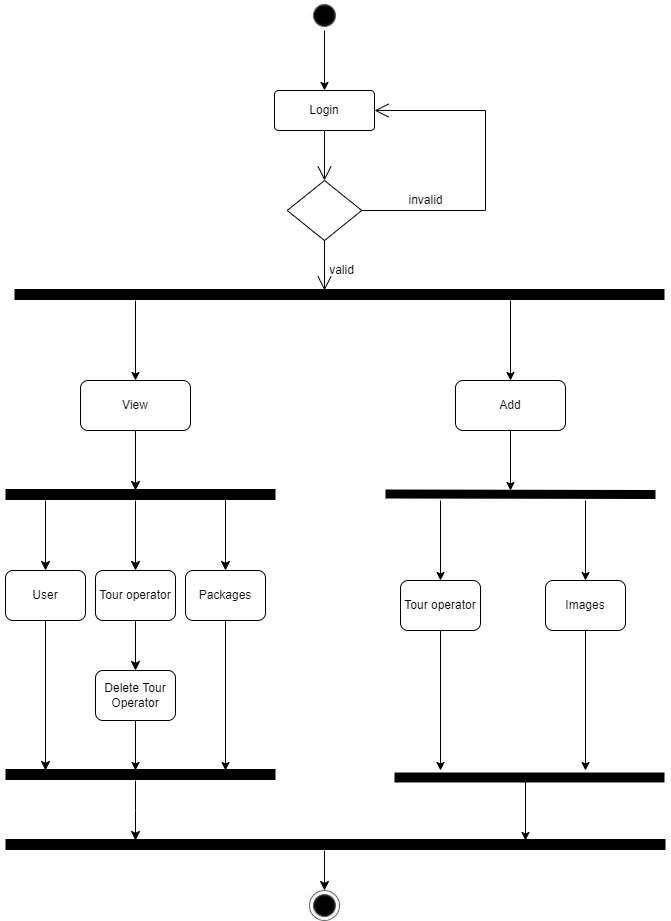 Login
invalid
valid
View
Add
User
Tour operator
Packages
Tour operator
Images
Delete Tour
Operator